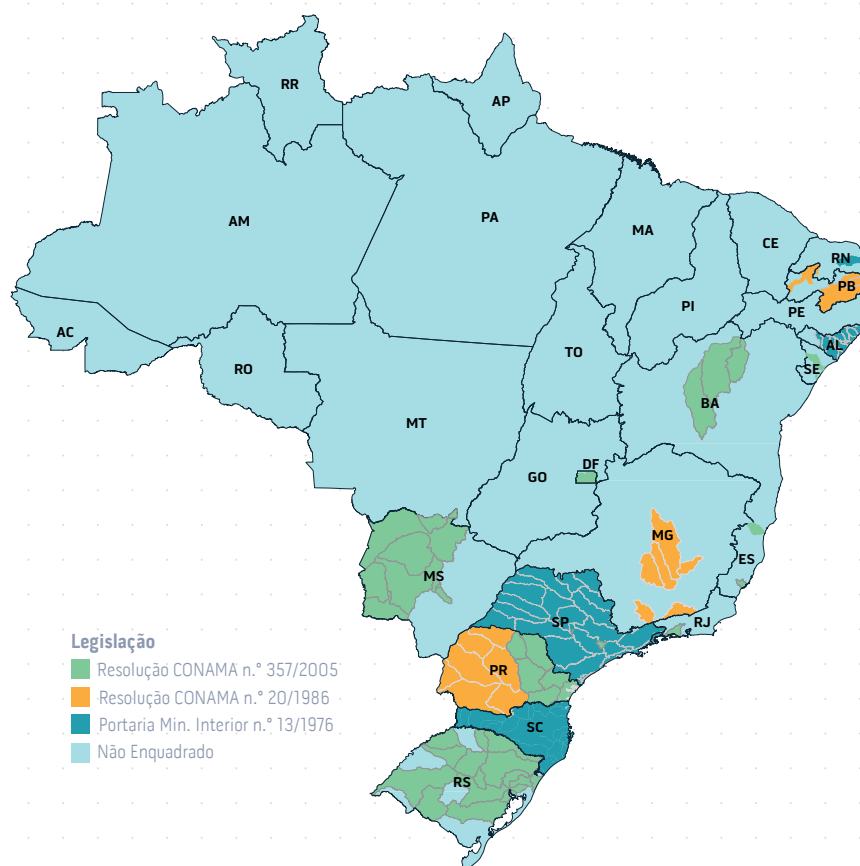 RR
AP
AM
PA
MA
CE
RN
PB
PI
PE
AC
AL
TO
RO
SE
BA
MT
DF
GO
MG
ES
MS
SP
RJ
PR
SC
RS
Legislação
Resolução CONAMA n.º 357/2005
Resolução CONAMA n.º 20/1986
Portaria Min. Interior n.º 13/1976
Não Enquadrado